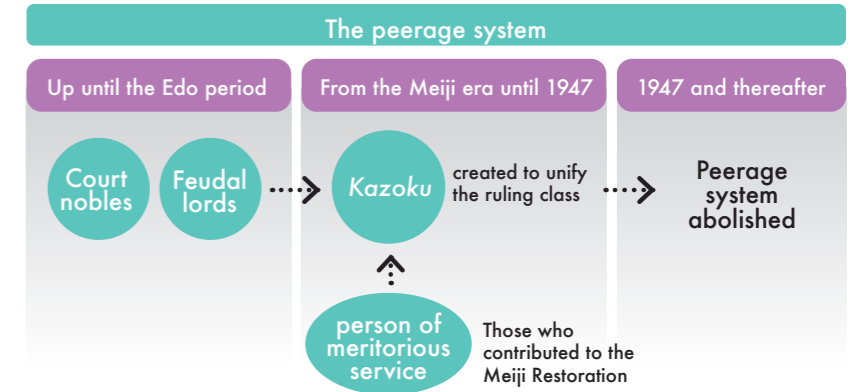 The peerage system
Up until the Edo period
From the Meiji era until 1947
1947 and thereafter
Court
nobles
Feudal
lords
Kazoku
created to unify
the ruling class
Peerage
system
abolished
person of
meritorious
service
Those who
contributed to the
Meiji Restoration